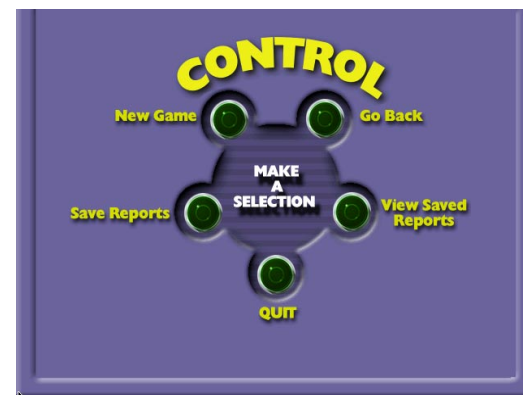 CONTROL
New Game
Go Back
MAKE
A
SELECTION
Save Reports
View Saved
Reports
QUIT